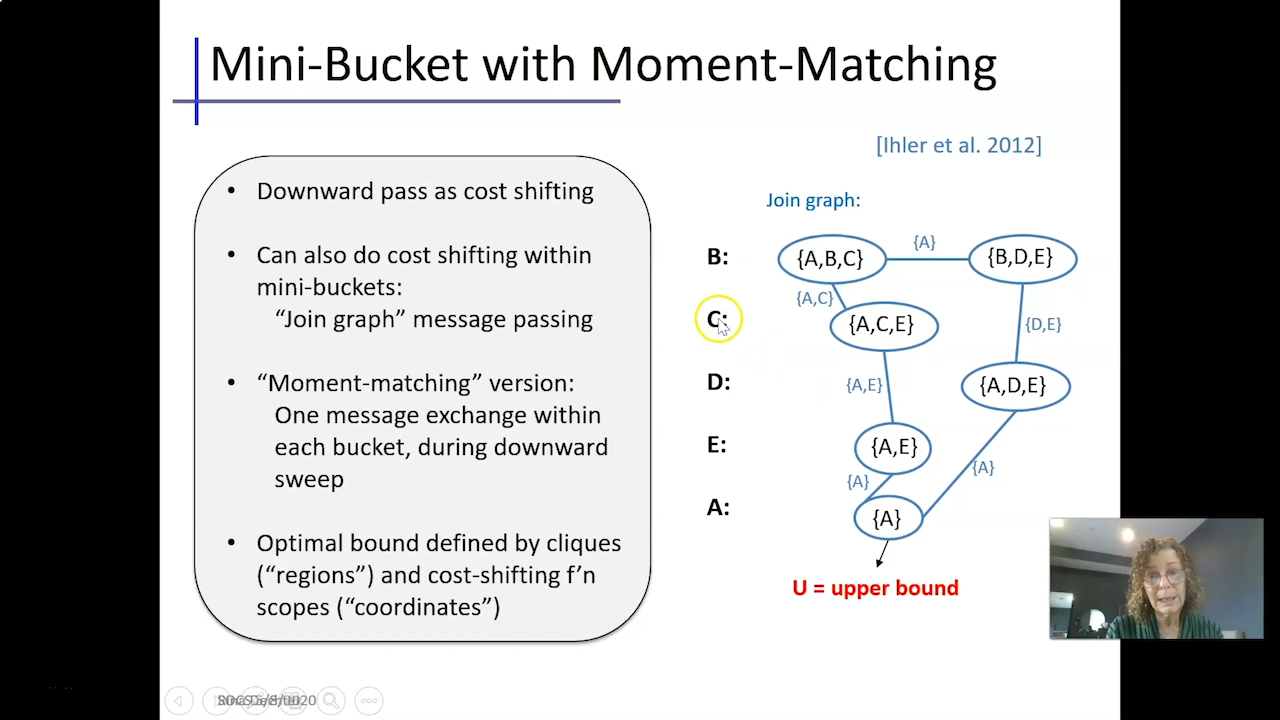 Mini-Bucket with Moment-Matching
[Ihler et al. 2012]
• Downward pass as cost shifting
• Can also do cost shifting within
mini-buckets:
“Join graph” message passing
• “Moment-matching” version:
One message exchange within
each bucket, during downward
sweep
• Optimal bound defined by cliques
(“regions”) and cost-shifting f’n
scopes (“coordinates”)
Join graph:
B:
{A,B,C}
{A}
{B,D,E}
{A,C}
C:
{A,C,E}
{D,E}
D:
{A,E}
{A,D,E}
E:
{A,E}
{A}
{A}
A:
{A}
U = upper bound